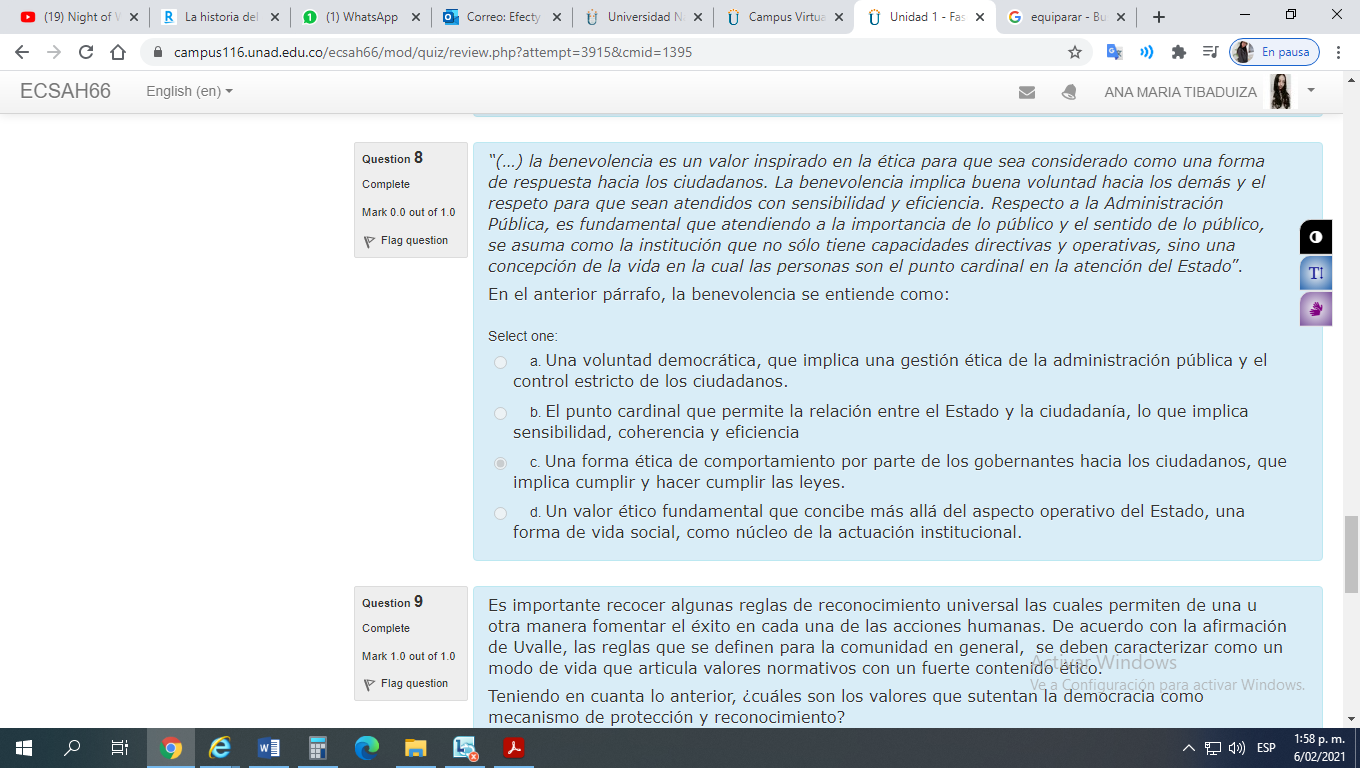 (19) Night of W
La historia del
(1) WhatsApp
Correo: Efecty
Universidad Na
Campus Virtua
Unidad 1 - Fas
equiparar - Bu
campus116.unad.edu.co/ecsah66/mod/quiz/review.php?attempt=3915&cmid=1395
En pausa
ECSAH66
English (en)
ANA MARIA TIBADUIZA
Question 8
Complete
Mark 0.0 out of 1.0
Flag question
"(...) la benevolencia es un valor inspirado en la ética para que sea considerado como una forma
de respuesta hacia los ciudadanos. La benevolencia implica buena voluntad hacia los demás y el
respeto para que sean atendidos con sensibilidad y eficiencia. Respecto a la Administración
Pública, es fundamental que atendiendo a la importancia de lo público y el sentido de lo público,
se asuma como la institución que no sólo tiene capacidades directivas y operativas, sino una
concepción de la vida en la cual las personas son el punto cardinal en la atención del Estado".
En el anterior párrafo, la benevolencia se entiende como:
Select one:
a. Una voluntad democrática, que implica una gestión ética de la administración pública y el
control estricto de los ciudadanos.
b. El punto cardinal que permite la relación entre el Estado y la ciudadanía, lo que implica
sensibilidad, coherencia y eficiencia
c. Una forma ética de comportamiento por parte de los gobernantes hacia los ciudadanos, que
implica cumplir y hacer cumplir las leyes.
d. Un valor ético fundamental que concibe más allá del aspecto operativo del Estado, una
forma de vida social, como núcleo de la actuación institucional.
TI
Question 9
Complete
Mark 1.0 out of 1.0
Flag question
Es importante recocer algunas reglas de reconocimiento universal las cuales permiten de una u
otra manera fomentar el éxito en cada una de las acciones humanas. De acuerdo con la afirmación
de Uvalle, las reglas que se definen para la comunidad en general, se deben caracterizar como un
modo de vida que articula valores normativos con un fuerte contenido ético.
Teniendo en cuanta lo anterior, ¿cuáles son los valores que sutentan la democracia como
mecanismo de protección y reconocimiento?
Activar Windows
Ve a Configuración para activar Windows.
ESP
1:58 p. m.
6/02/2021